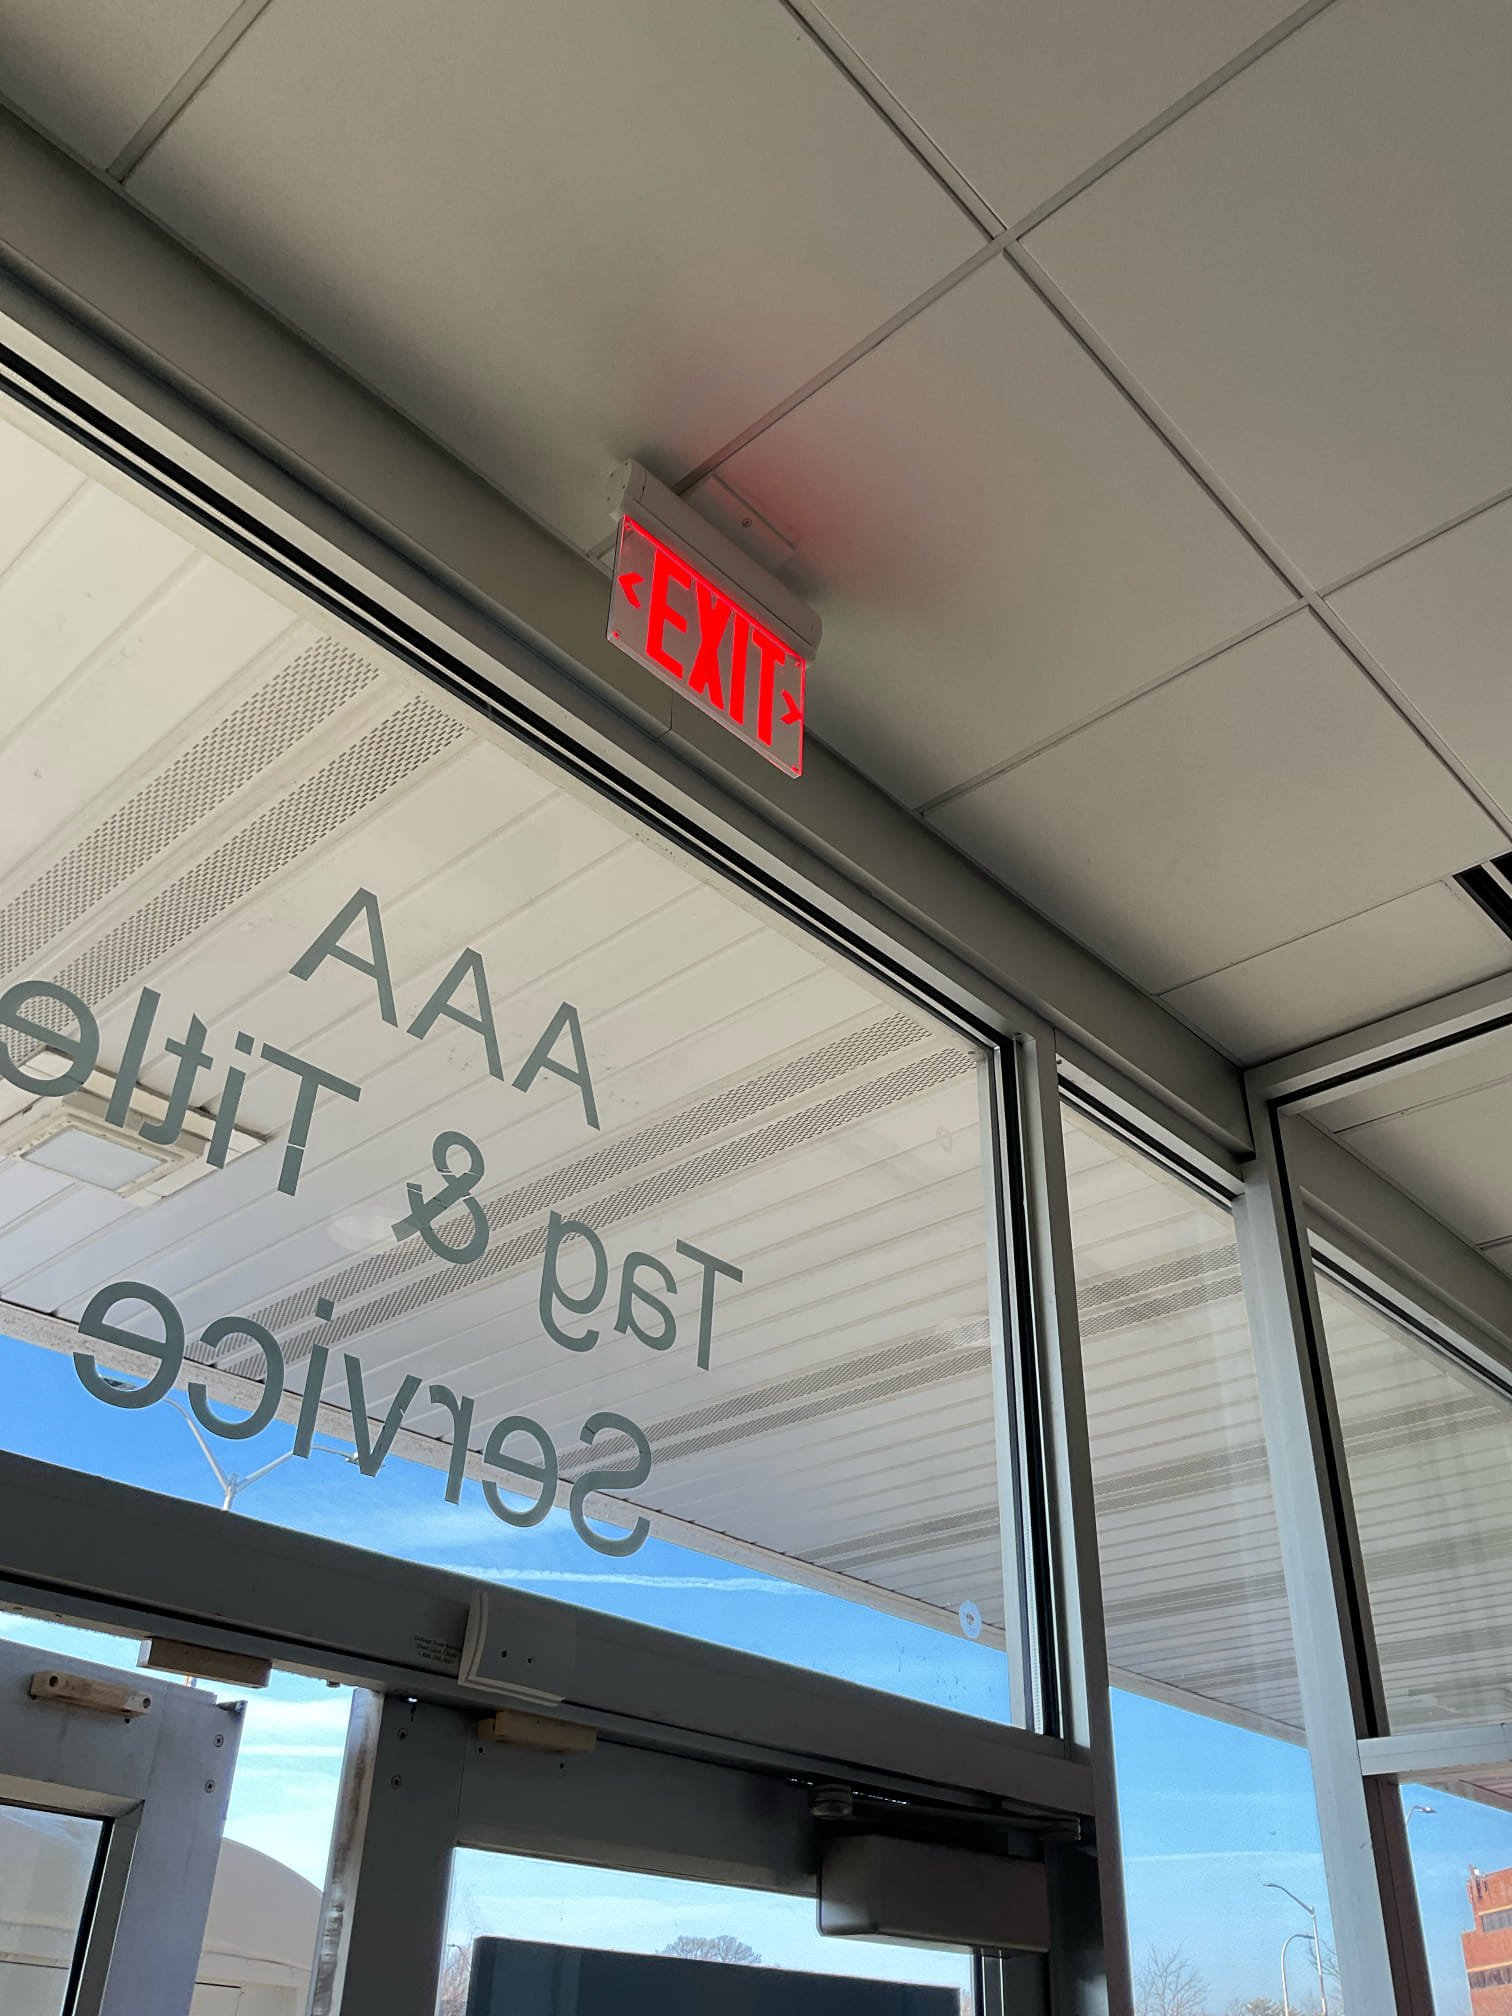 EXIT
AAA
Tag & Title
Service